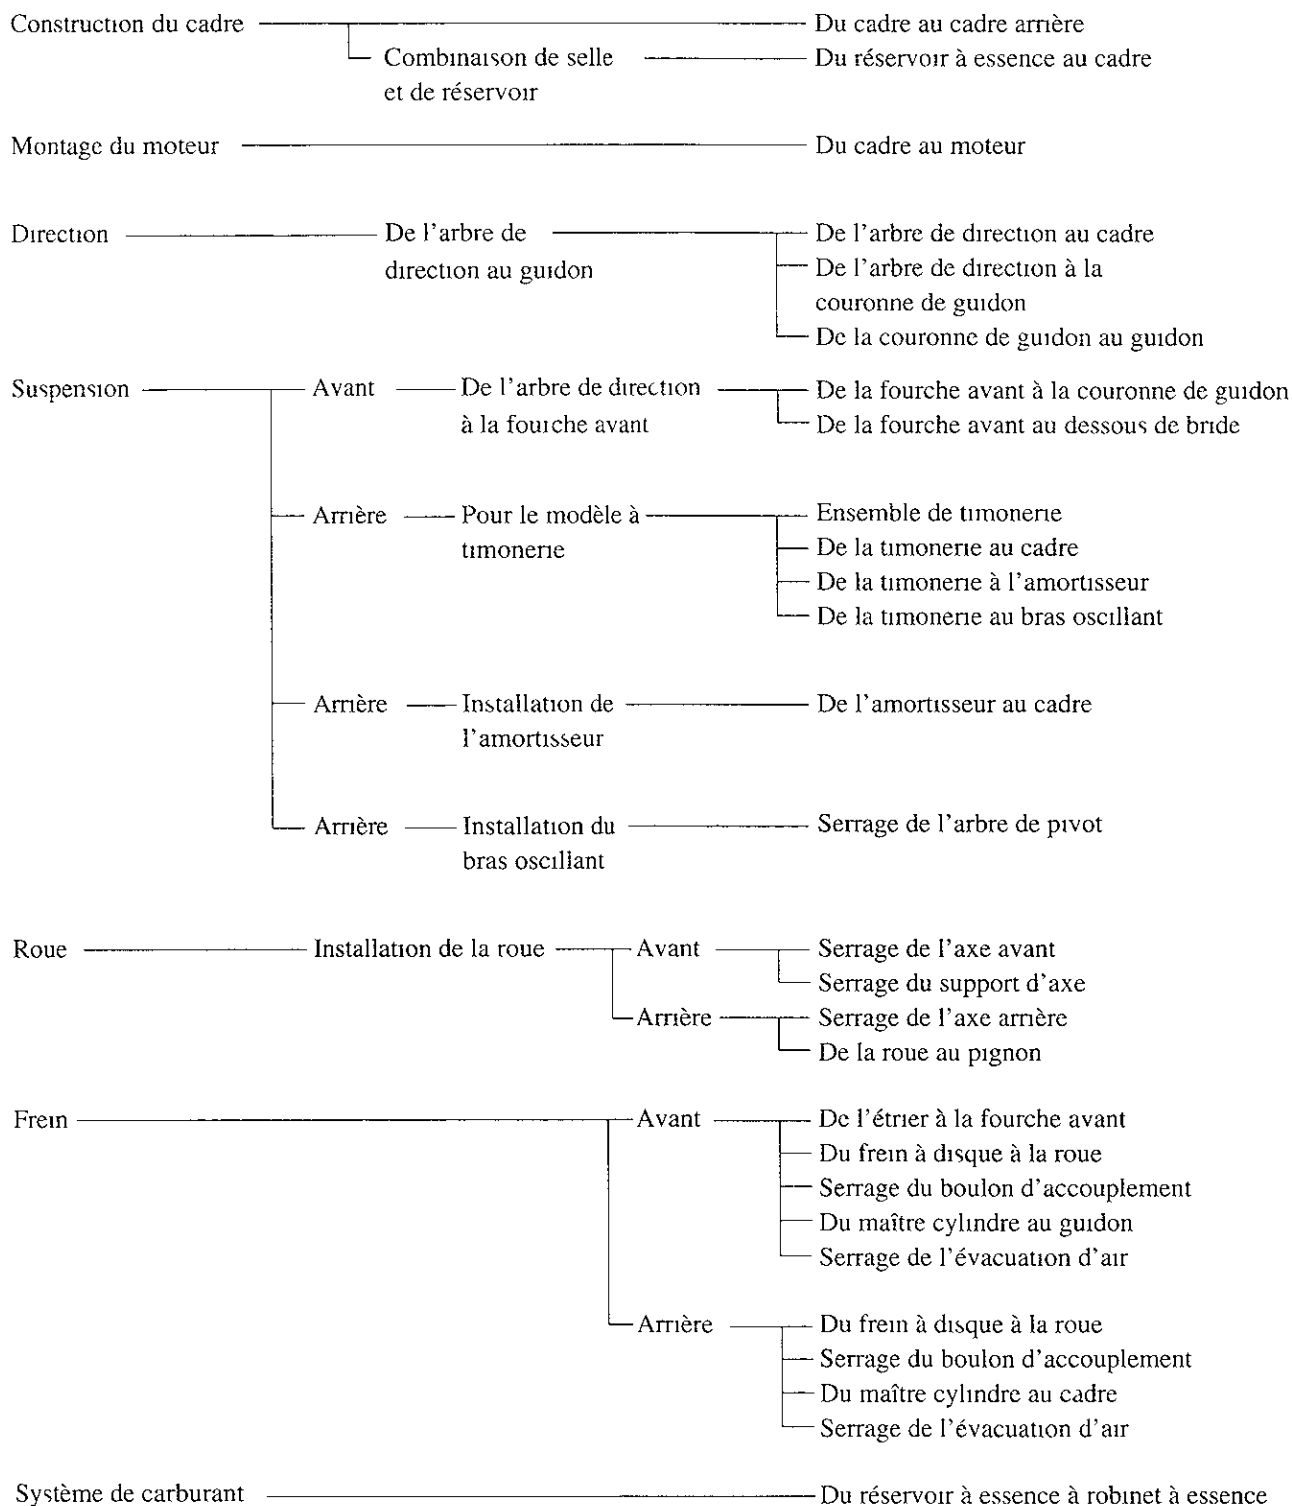 Construction du cadre Du cadre au cadre arrière
Combinaison de selle Du réservoir à essence au cadre
et de réservoir
Montage du moteur Du cadre au moteur
Direction De l'arbre de De l'arbre de direction au cadre
direction au guidon De l'arbre de direction à la
couronne de guidon
De la couronne de guidon au guidon
Suspension Avant De l'arbre de direction De la fourche avant à la couronne de guidon
à la fourche avant De la fourche avant au dessous de bride
Arrière Pour le modèle à Ensemble de timonerie
timonerie De la timonerie au cadre
De la timonerie à l'amortisseur
De la timonerie au bras oscillant
Arrière Installation de De l'amortisseur au cadre
l'amortisseur
Arrière Installation du Serrage de l'arbre de pivot
bras oscillant
Roue Installation de la roue Avant Serrage de l'axe avant
Serrage du support d'axe
Arrière Serrage de l'axe arrière
De la roue au pignon
Frein Avant De l'étrier à la fourche avant
Du frein à disque à la roue
Serrage du boulon d'accouplement
Du maître cylindre au guidon
Serrage de l'évacuation d'air
Arrière Du frein à disque à la roue
Serrage du boulon d'accouplement
Du maître cylindre au cadre
Serrage de l'évacuation d'air
Système de carburant Du réservoir à essence à robinet à essence